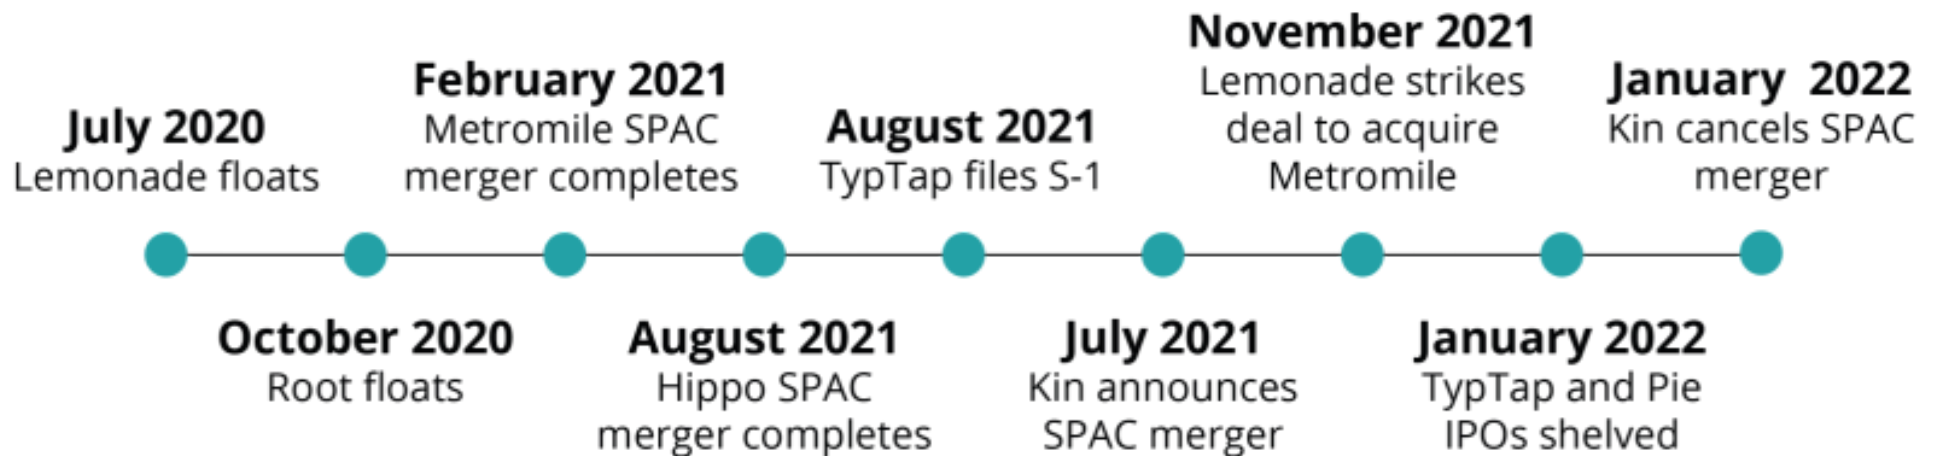 July 2020
Lemonade floats
October 2020
Root floats
February 2021
Metromile SPAC
merger completes
August 2021
Hippo SPAC
merger completes
August 2021
TypTap files S-1
July 2021
Kin announces
SPAC merger
November 2021
Lemonade strikes
deal to acquire
Metromile
January 2022
TypTap and Pie
IPOs shelved
January 2022
Kin cancels SPAC
merger